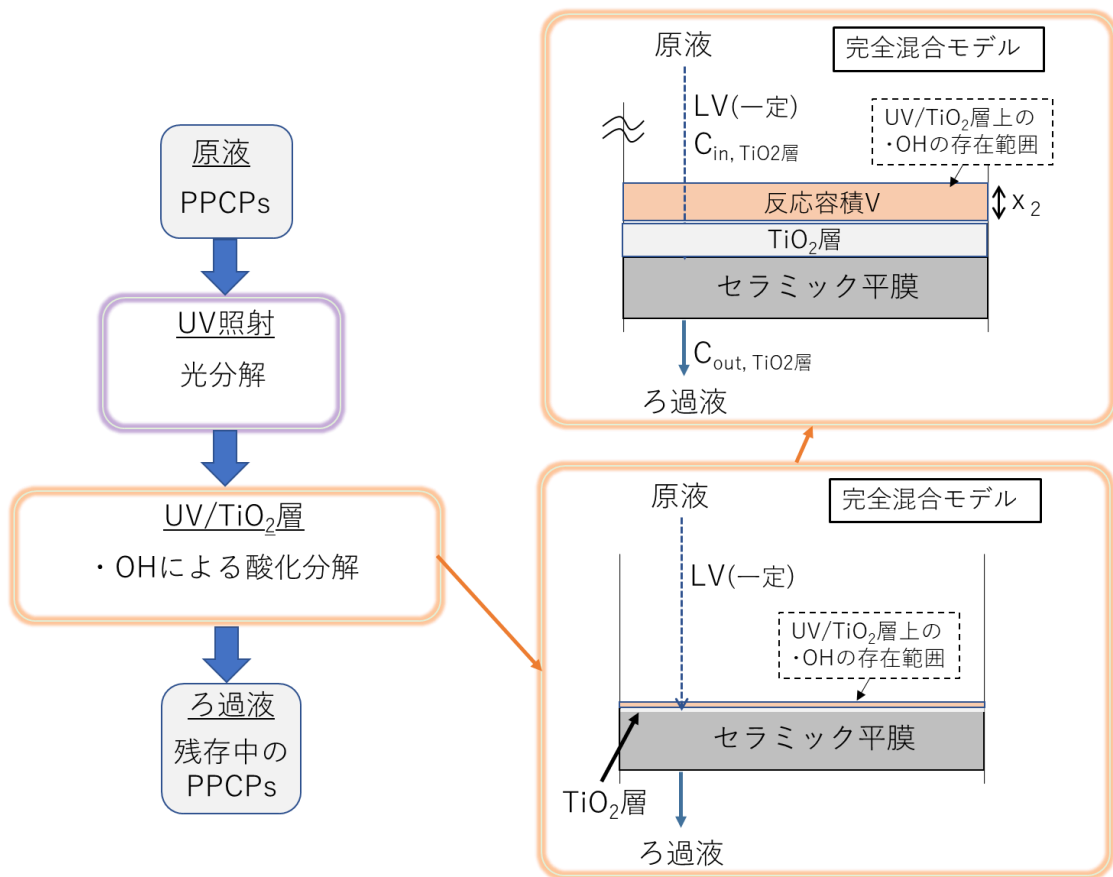 原液
PPCPs
UV照射
光分解
UV/TiO2層
・OHによる酸化分解
ろ過液
残存中の
PPCPs
原液
完全混合モデル
LV(一定)
Cin, TiO2層
UV/TiO2層上の
・OHの存在範囲
反応容積V
x 2
TiO2層
セラミック平膜
Cout, TiO2層
ろ過液
原液
完全混合モデル
LV(一定)
UV/TiO2層上の
・OHの存在範囲
セラミック平膜
TiO2層
ろ過液